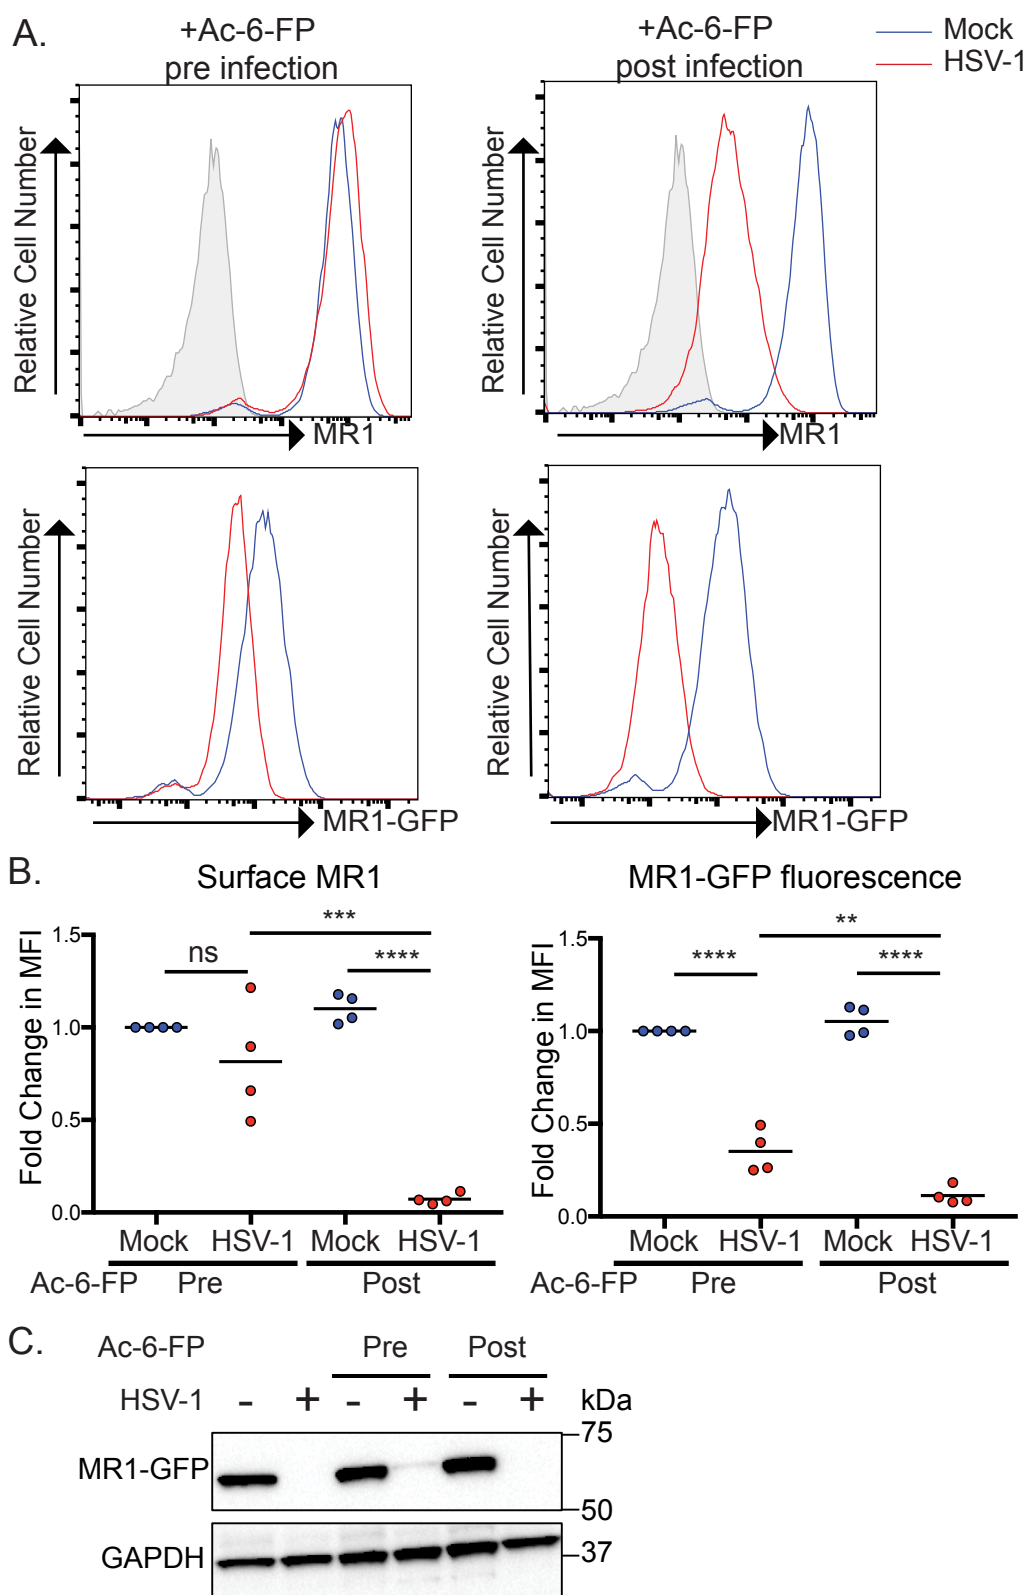 A.
+Ac-6-FP
pre infection
+Ac-6-FP
post infection
Mock
HSV-1
Relative Cell Number
MR1
Relative Cell Number
MR1
Relative Cell Number
MR1-GFP
Relative Cell Number
MR1-GFP
B.
Surface MR1
Fold Change in MFI
1.5
1.0
0.5
0.0
ns
***
****
Mock HSV-1 Mock HSV-1
Ac-6-FP Pre Post
MR1-GFP fluorescence
Fold Change in MFI
1.5
1.0
0.5
0.0
****
**
****
Mock HSV-1 Mock HSV-1
Ac-6-FP Pre Post
C.
Ac-6-FP Pre Post
HSV-1 - + - + - + kDa
75
MR1-GFP
50
GAPDH
37